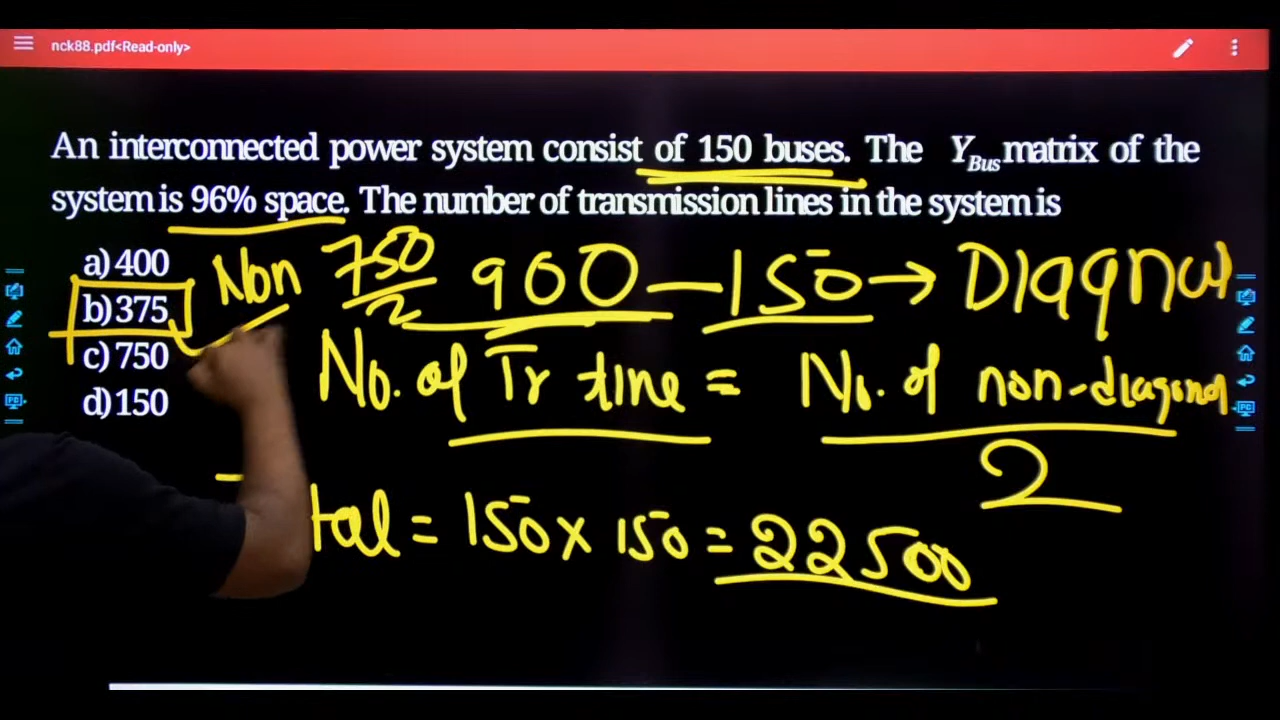 nck88.pdf<Read-only>
An interconnected power system consist of 150 buses. The Y_Bus matrix of the
system is 96% space. The number of transmission lines in the system is
a) 400
b) 375
c) 750
d) 150
Non 750/2 900 — 150 → Diagnal
No. of Tr line = No. of non-diagonal
2
tal = 150 x 150 = 22500